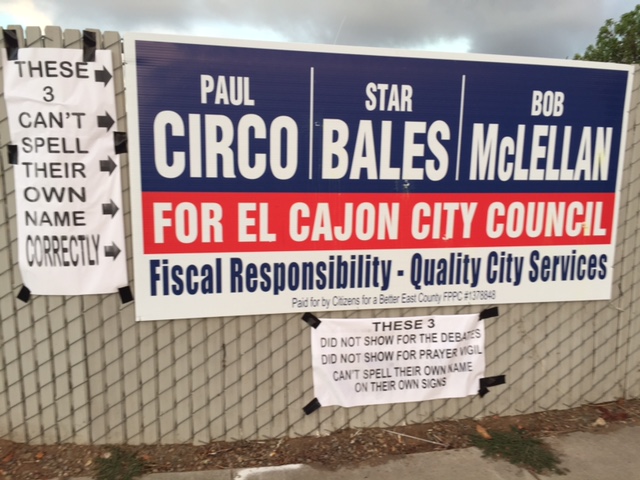 THESE
3
CAN'T
SPELL
THEIR
OWN
NAME
CORRECTLY
PAUL
CIRCO
STAR
BALES
BOB
McLELLAN
FOR EL CAJON CITY COUNCIL
Fiscal Responsibility - Quality City Services
Paid for by Citizens for a Better East County FPPC #1378648
THESE 3
DID NOT SHOW FOR THE DEBATES
DID NOT SHOW FOR PRAYER VIGIL
CAN'T SPELL THEIR OWN NAME
ON THEIR OWN SIGNS